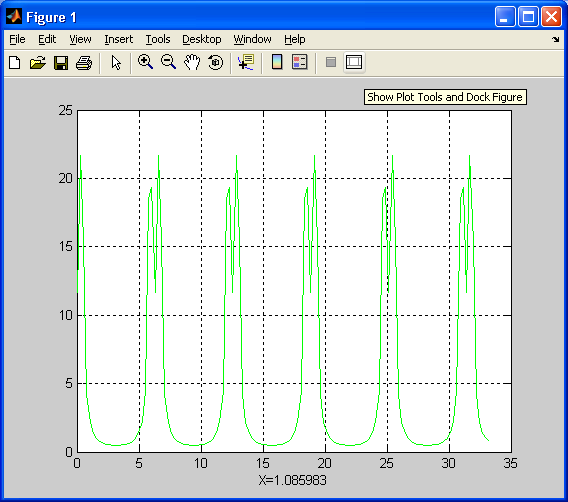 Figure 1
File Edit View Insert Tools Desktop Window Help
Show Plot Tools and Dock Figure
25
20
15
10
5
0
0 5 10 15 20 25 30 35
X=1.085983